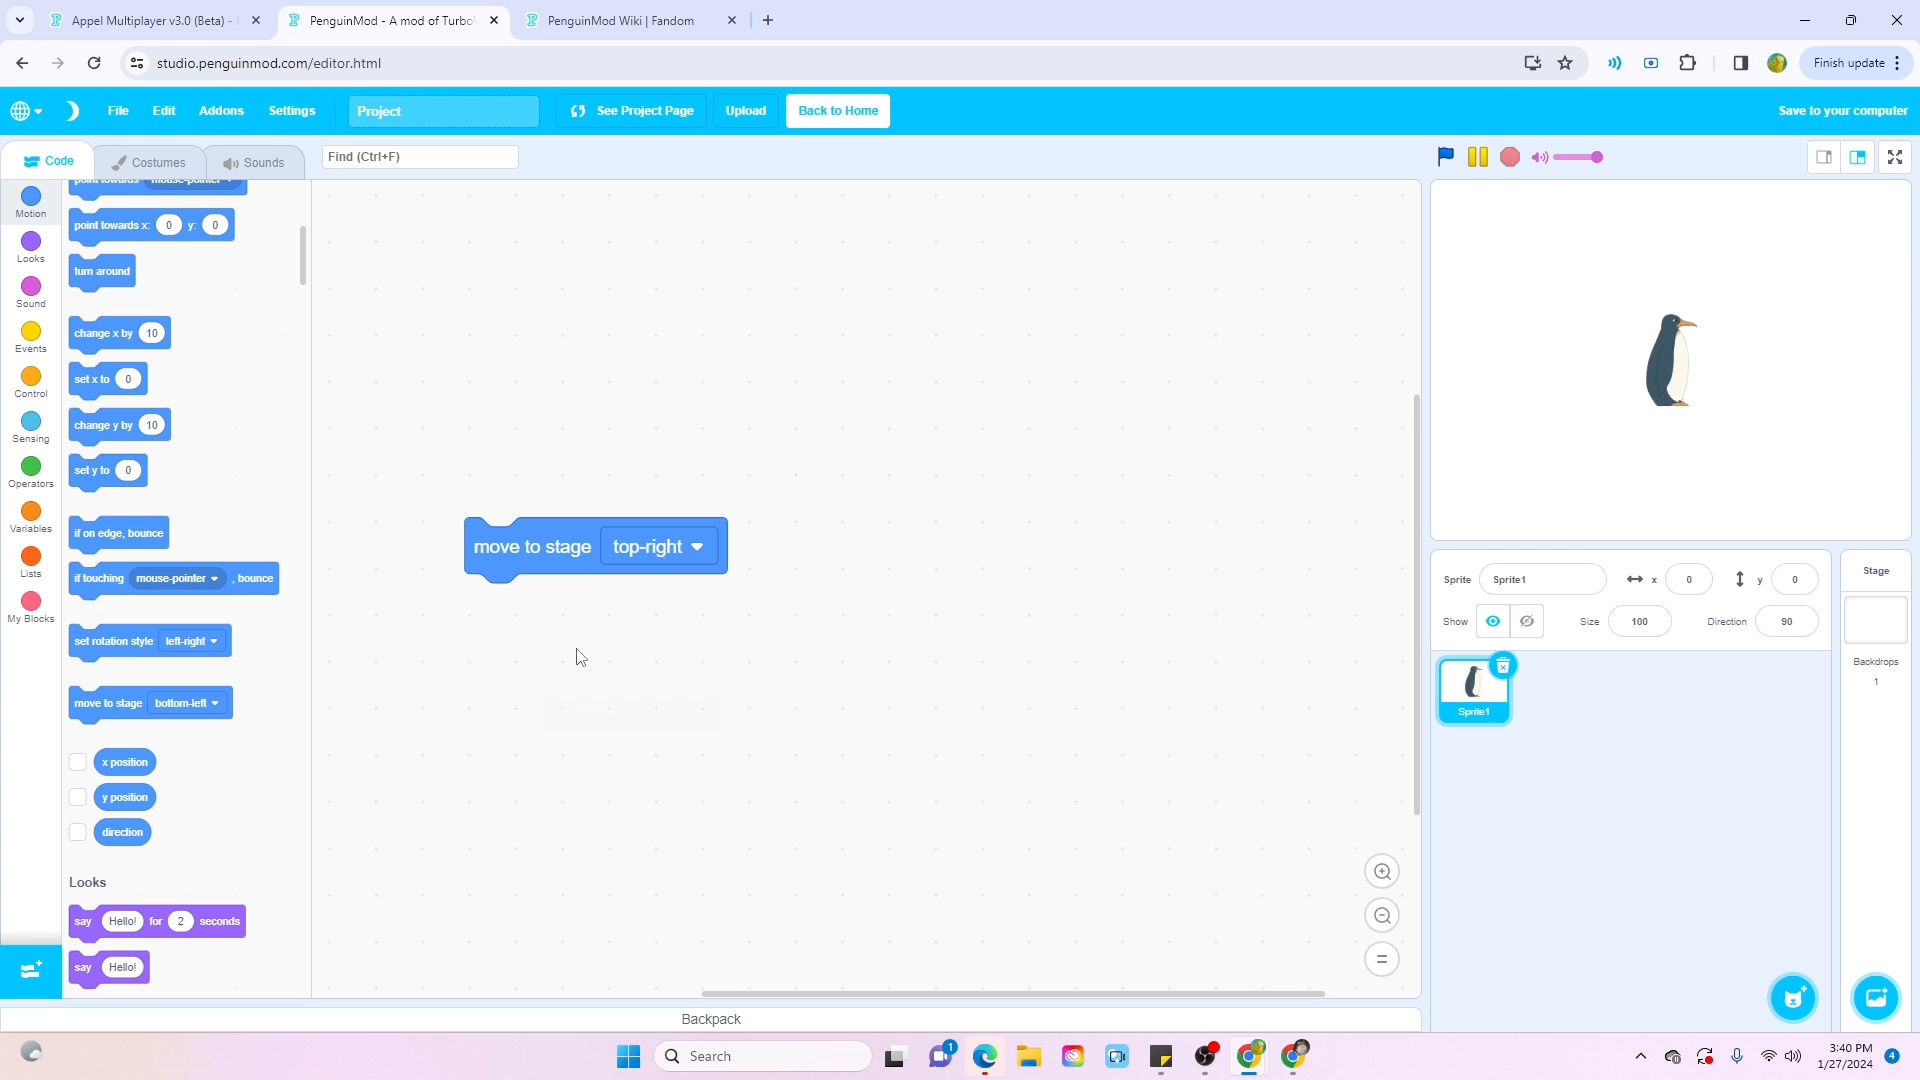 Appel Multiplayer v3.0 (Beta) -
PenguinMod - A mod of Turbo
PenguinMod Wiki | Fandom
studio.penguinmod.com/editor.html
Finish update
File
Edit
Addons
Settings
Project
See Project Page
Upload
Back to Home
Save to your computer
Code
Costumes
Sounds
Find (Ctrl+F)
Motion
Looks
Sound
Events
Control
Sensing
Operators
Variables
Lists
My Blocks
point towards mouse-pointer
point towards x: 0 y: 0
turn around
change x by 10
set x to 0
change y by 10
set y to 0
if on edge, bounce
if touching mouse-pointer , bounce
set rotation style left-right
move to stage bottom-left
x position
y position
direction
Looks
say Hello! for 2 seconds
say Hello!
move to stage top-right
Backpack
Sprite Sprite1 x 0 y 0
Show Size 100 Direction 90
Sprite1
Stage
Backdrops
1
Search
1
3:40 PM
1/27/2024
4